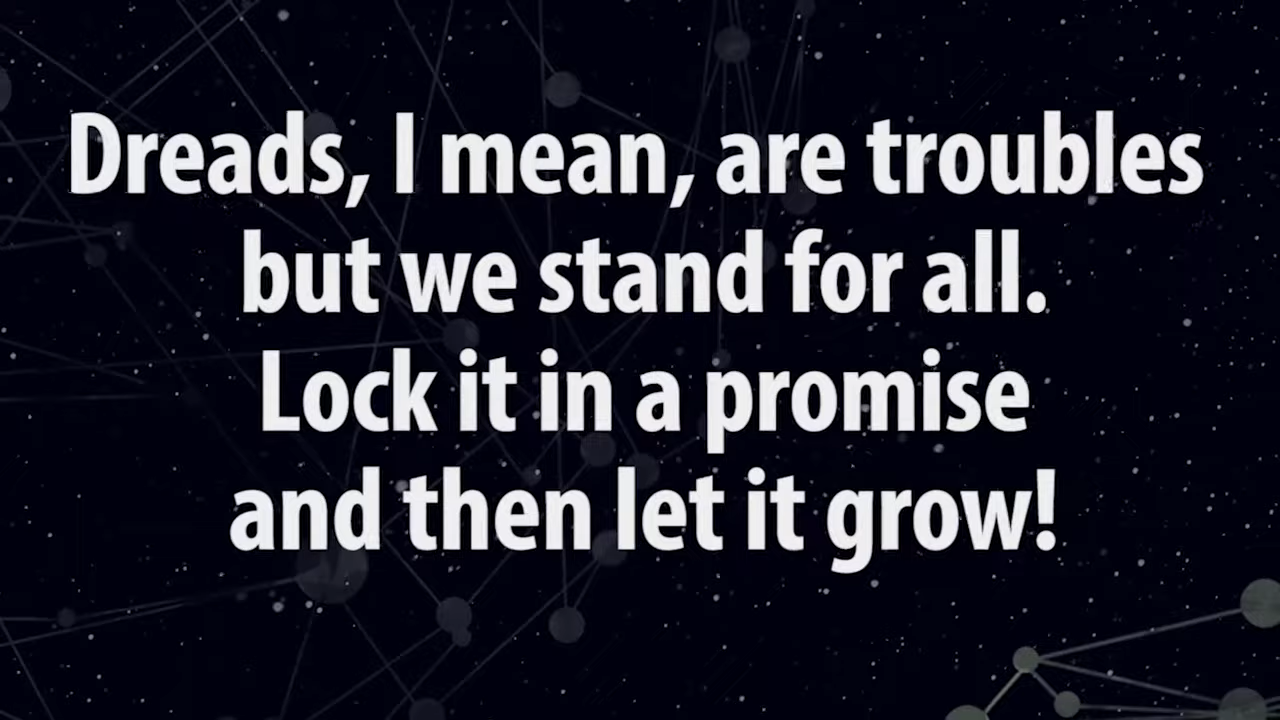 Dreads, I mean, are troubles
but we stand for all.
Lock it in a promise
and then let it grow!